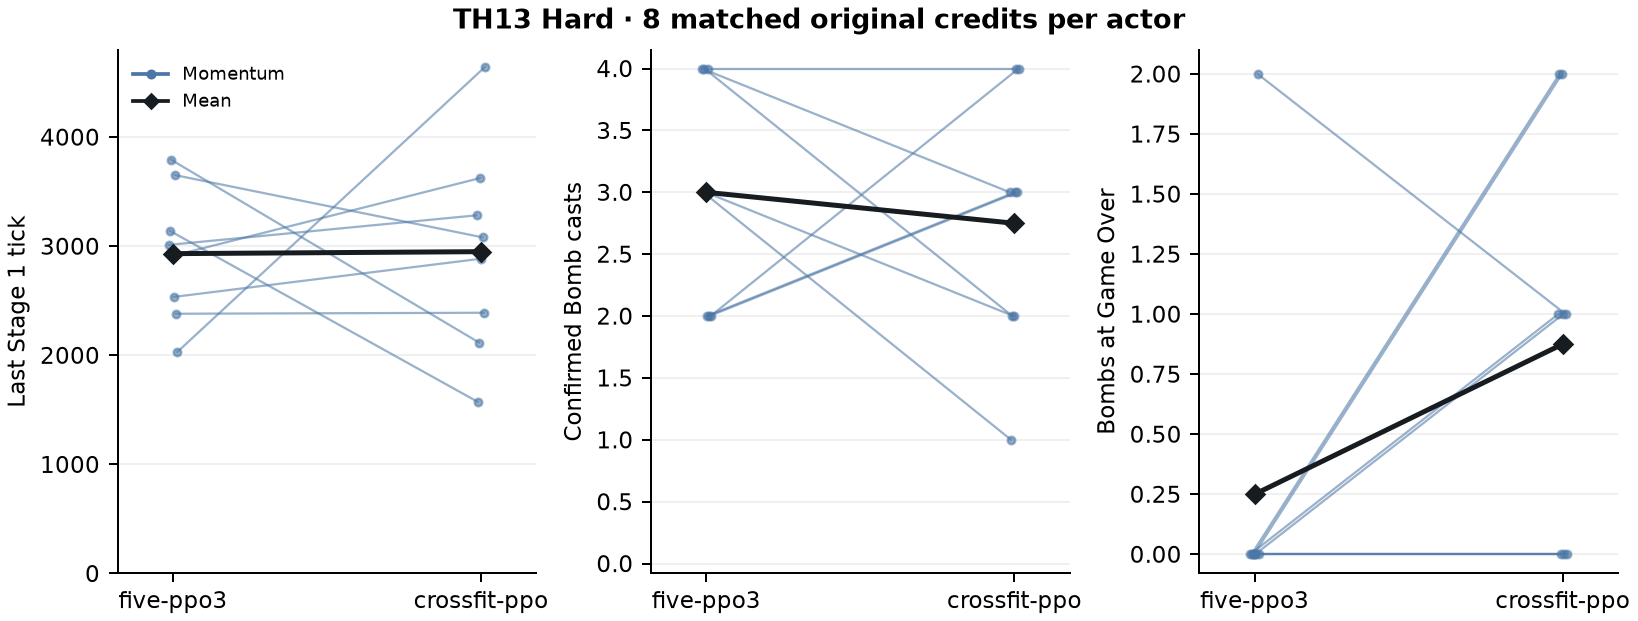 TH13 Hard · 8 matched original credits per actor
Last Stage 1 tick
4000
3000
2000
1000
0
Momentum
Mean
five-ppo3
crossfit-ppo
Confirmed Bomb casts
4.0
3.5
3.0
2.5
2.0
1.5
1.0
0.5
0.0
five-ppo3
crossfit-ppo
Bombs at Game Over
2.00
1.75
1.50
1.25
1.00
0.75
0.50
0.25
0.00
five-ppo3
crossfit-ppo